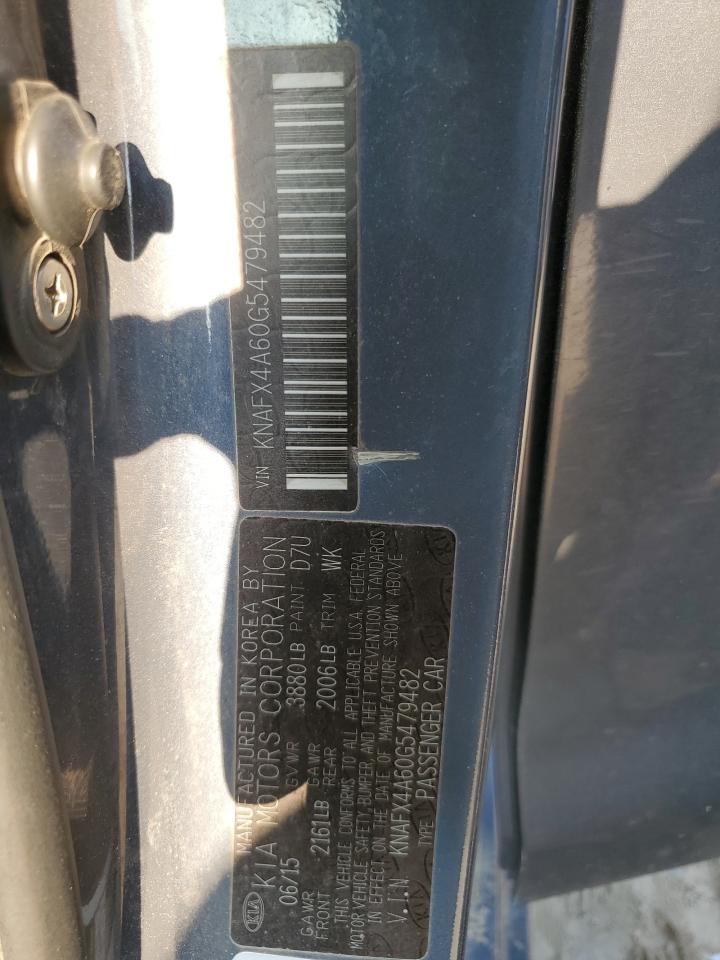 VIN KNAFX4A60G5479482
MANUFACTURED IN KOREA BY
KIA KIA MOTORS CORPORATION
06/15 GVWR 3880LB PAINT D7U
GAWR FRONT 2161LB GAWR REAR 2006LB TRIM WK
THIS VEHICLE CONFORMS TO ALL APPLICABLE U.S.A. FEDERAL
MOTOR VEHICLE SAFETY, BUMPER, AND THEFT PREVENTION STANDARDS
IN EFFECT ON THE DATE OF MANUFACTURE SHOWN ABOVE.
V.I.N KNAFX4A60G5479482
TYPE PASSENGER CAR